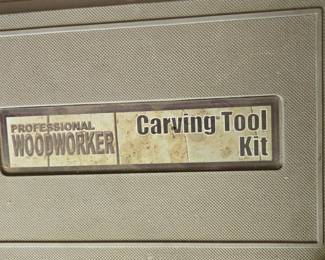 PROFESSIONAL
WOODWORKER
Carving Tool
Kit